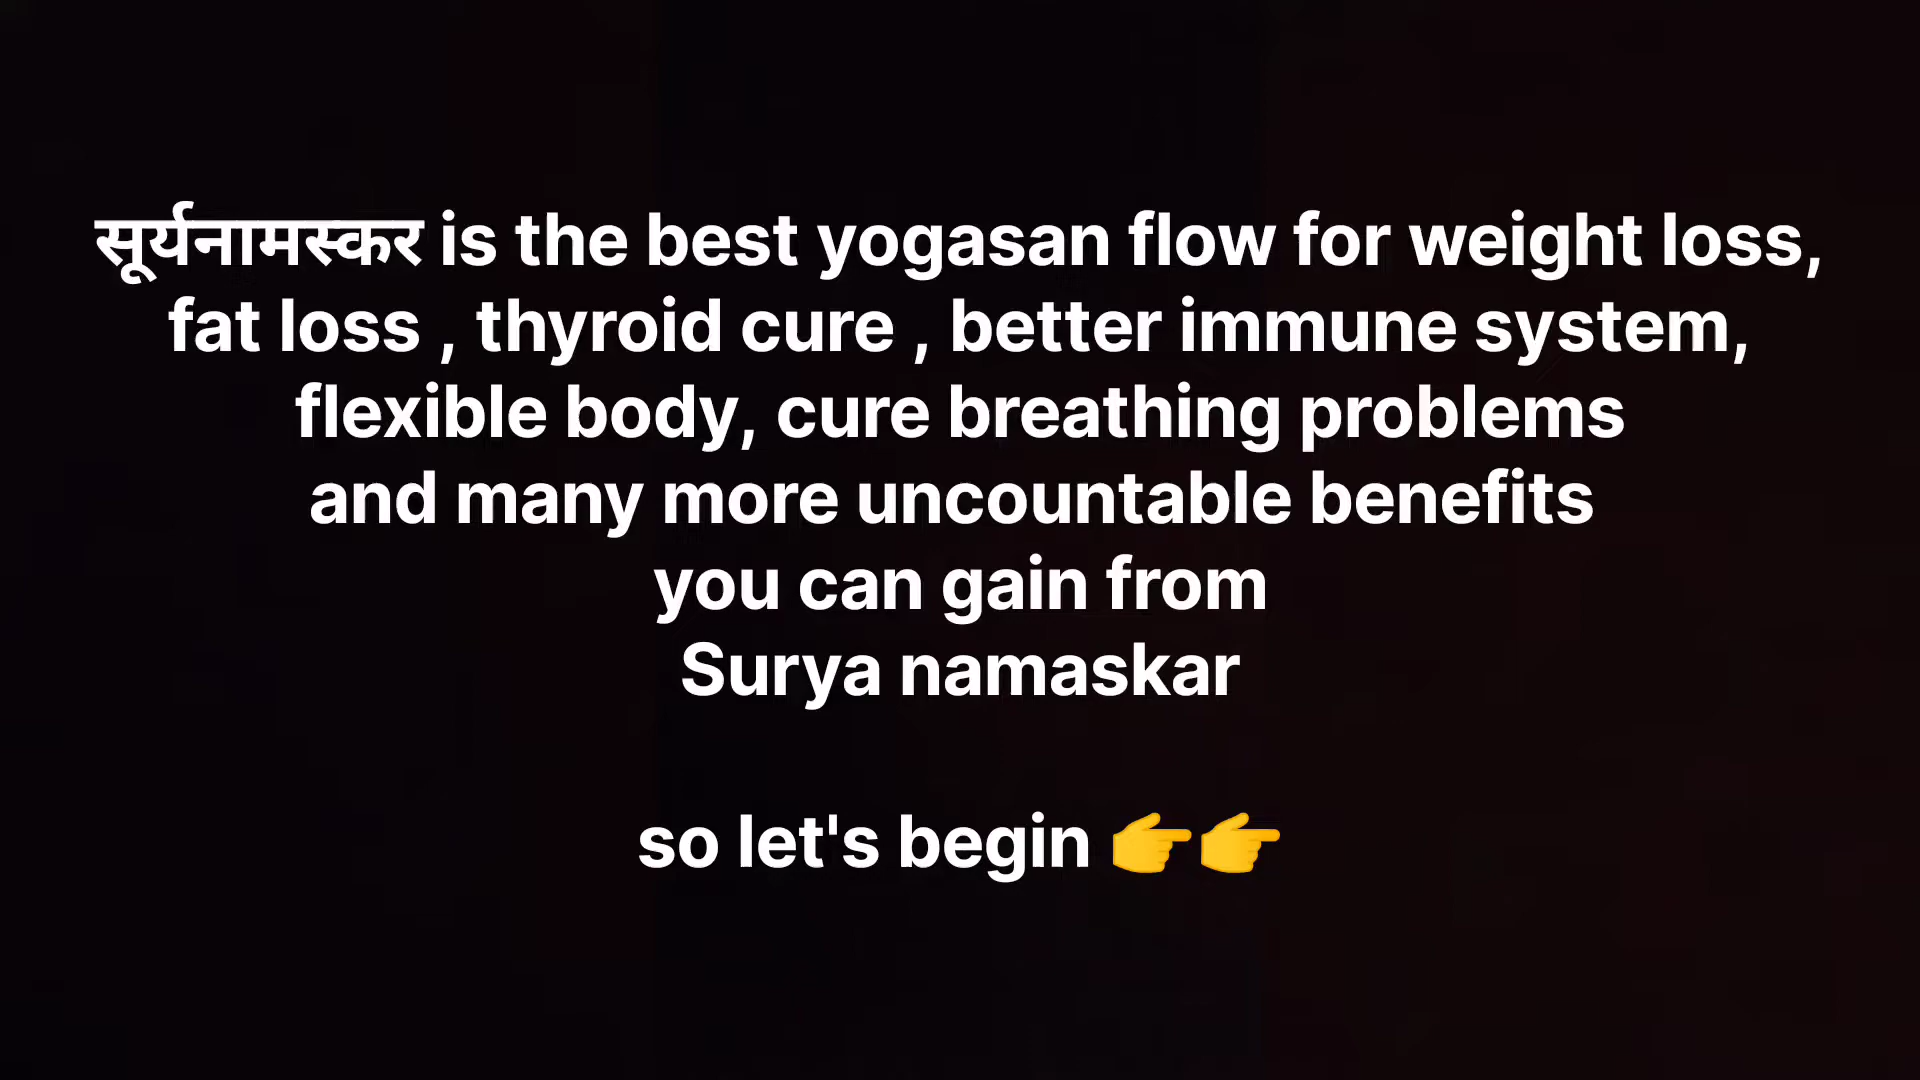 सूर्यनामस्कर is the best yogasan flow for weight loss,
fat loss , thyroid cure , better immune system,
flexible body, cure breathing problems
and many more uncountable benefits
you can gain from
Surya namaskar
so let's begin 👉👉